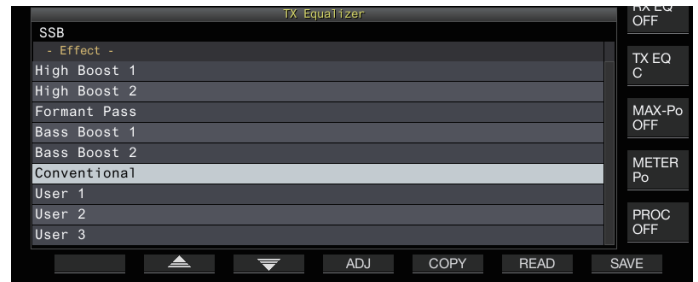 TX Equalizer
RX EQ
OFF
SSB
- Effect -
High Boost 1
High Boost 2
Formant Pass
Bass Boost 1
Bass Boost 2
Conventional
User 1
User 2
User 3
TX EQ
C
MAX-Po
OFF
METER
Po
PROC
OFF
ADJ
COPY
READ
SAVE